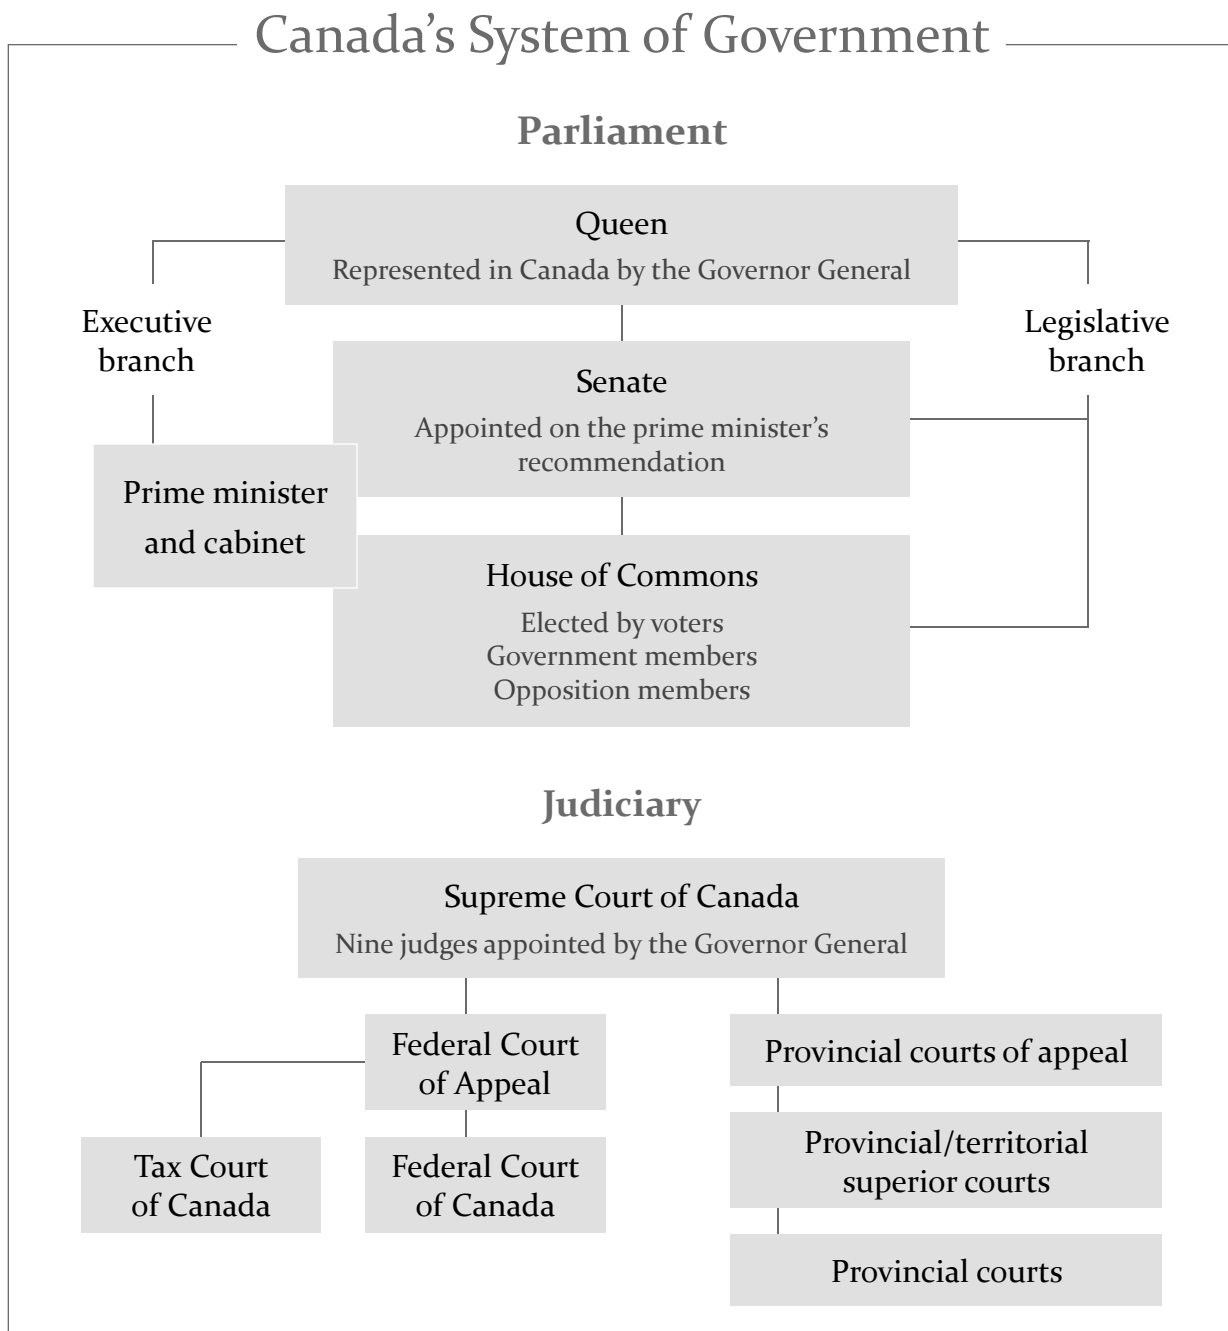 Canada’s System of Government
Parliament
Queen
Represented in Canada by the Governor General
Executive
branch
Legislative
branch
Senate
Appointed on the prime minister’s
recommendation
Prime minister
and cabinet
House of Commons
Elected by voters
Government members
Opposition members
Judiciary
Supreme Court of Canada
Nine judges appointed by the Governor General
Federal Court
of Appeal
Provincial courts of appeal
Tax Court
of Canada
Federal Court
of Canada
Provincial/territorial
superior courts
Provincial courts